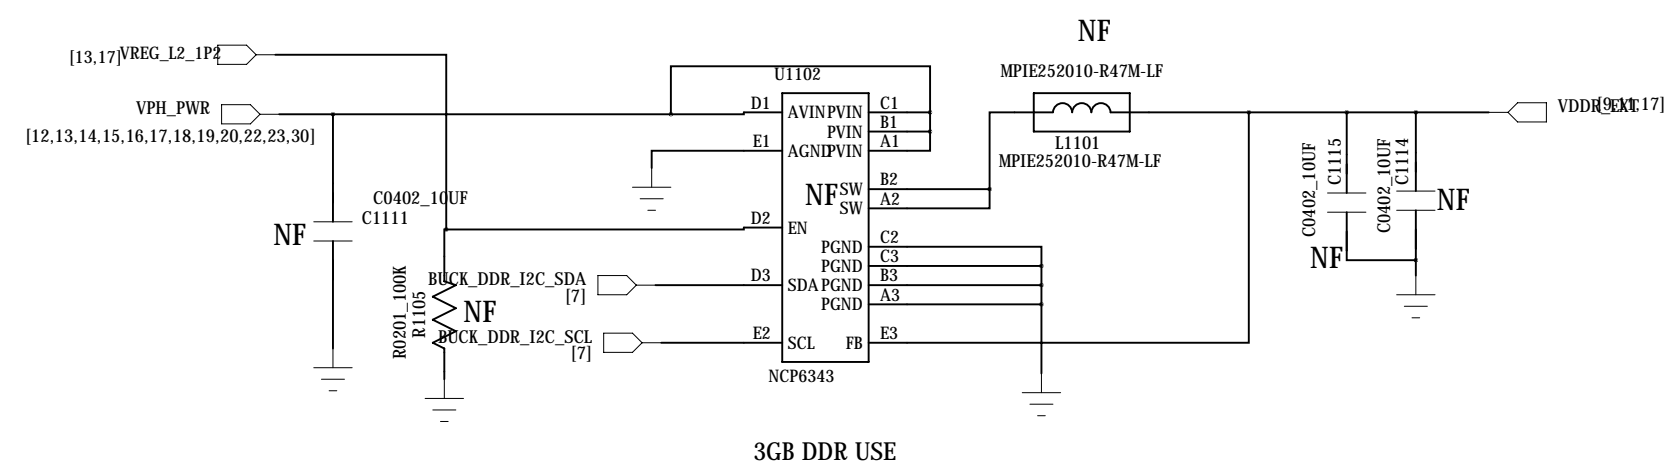 NF
[13,17]VREG_L2_1P2
MPIE252010-R47M-LF
U1102
VPH_PWR
[12,13,14,15,16,17,18,19,20,22,23,30]
D1
AVIN
PVIN
C1
PVIN
B1
E1
AGND
PVIN
A1
L1101
MPIE252010-R47M-LF
VDDR_EXT
[9,11,17]
C0402_10UF
C1115
C0402_10UF
C1114
NF
NF
C0402_10UF
C1111
NF
NF
SW
B2
SW
A2
D2
EN
PGND
C2
PGND
C3
BUCK_DDR_I2C_SDA
[7]
D3
SDA
PGND
B3
PGND
A3
R0201_100K
R1105
NF
BUCK_DDR_I2C_SCL
[7]
E2
SCL
FB
E3
NCP6343
3GB DDR USE